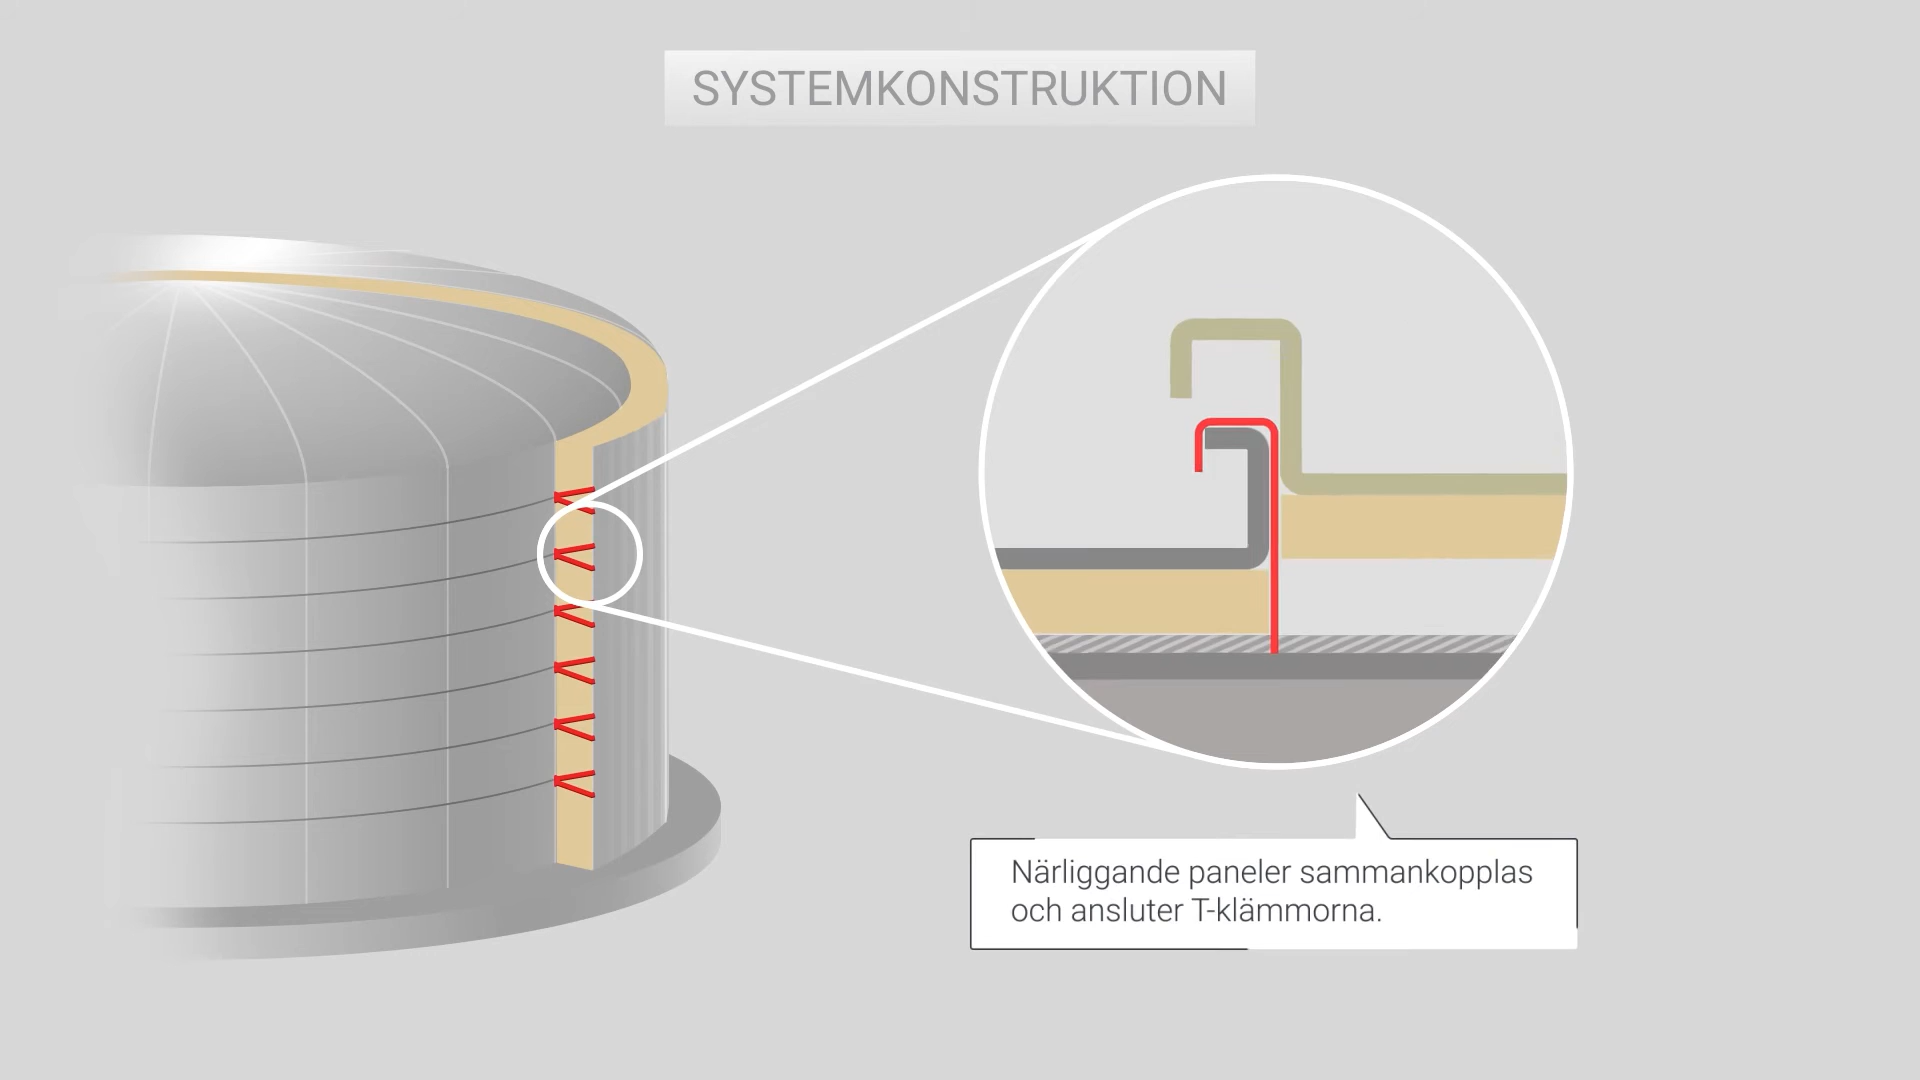 SYSTEMKONSTRUKTION
Närliggande paneler sammankopplas
och ansluter T-klämmorna.